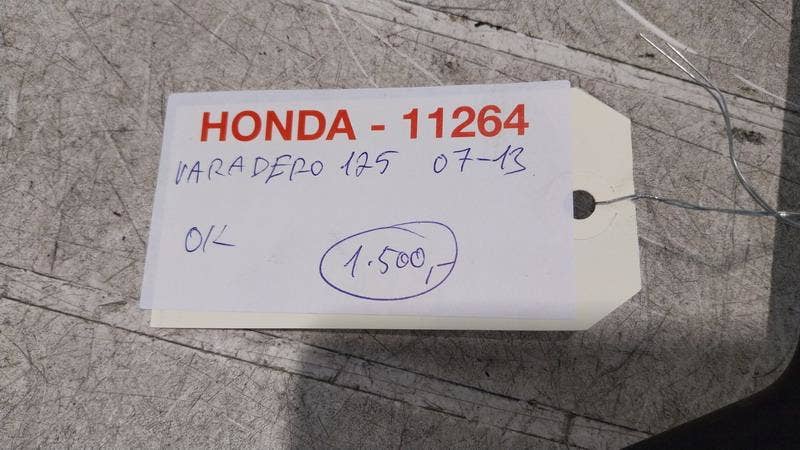 HONDA - 11264
VARADERO 125 07-13
OK
1.500,-